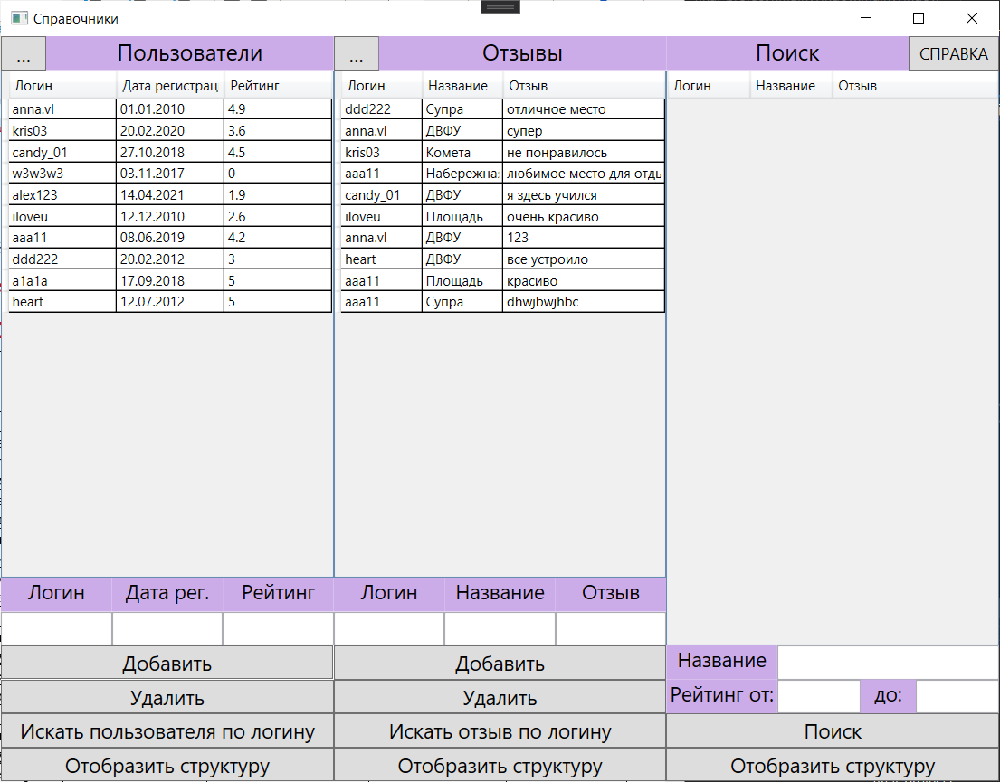 Справочники
... Пользователи ... Отзывы Поиск СПРАВКА
Логин Дата регистрац Рейтинг Логин Название Отзыв Логин Название Отзыв
anna.vl 01.01.2010 4.9 ddd222 Супра отличное место
kris03 20.02.2020 3.6 anna.vl ДВФУ супер
candy_01 27.10.2018 4.5 kris03 Комета не понравилось
w3w3w3 03.11.2017 0 aaa11 Набережна любимое место для отды
alex123 14.04.2021 1.9 candy_01 ДВФУ я здесь учился
iloveu 12.12.2010 2.6 iloveu Площадь очень красиво
aaa11 08.06.2019 4.2 anna.vl ДВФУ 123
ddd222 20.02.2012 3 heart ДВФУ все устроило
a1a1a 17.09.2018 5 aaa11 Площадь красиво
heart 12.07.2012 5 aaa11 Супра dhwjbwjhbc
Логин Дата рег. Рейтинг Логин Название Отзыв
Добавить Добавить Название
Удалить Удалить Рейтинг от: до:
Искать пользователя по логину Искать отзыв по логину Поиск
Отобразить структуру Отобразить структуру Отобразить структуру